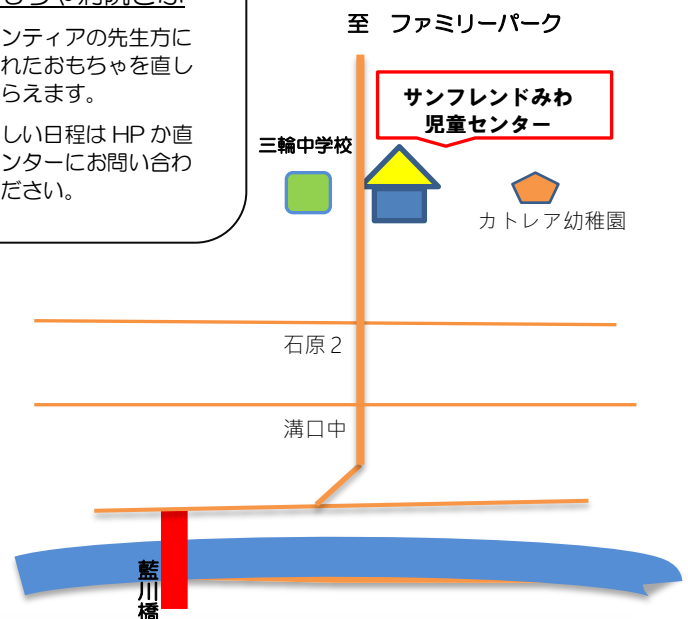 ンティアの先生方に
れたおもちゃを直し
らえます。
しい日程は HP か直
ンターにお問い合わ
ださい。
至 ファミリーパーク
サンフレンドみわ
児童センター
三輪中学校
カトレア幼稚園
石原２
溝口中
藍川橋